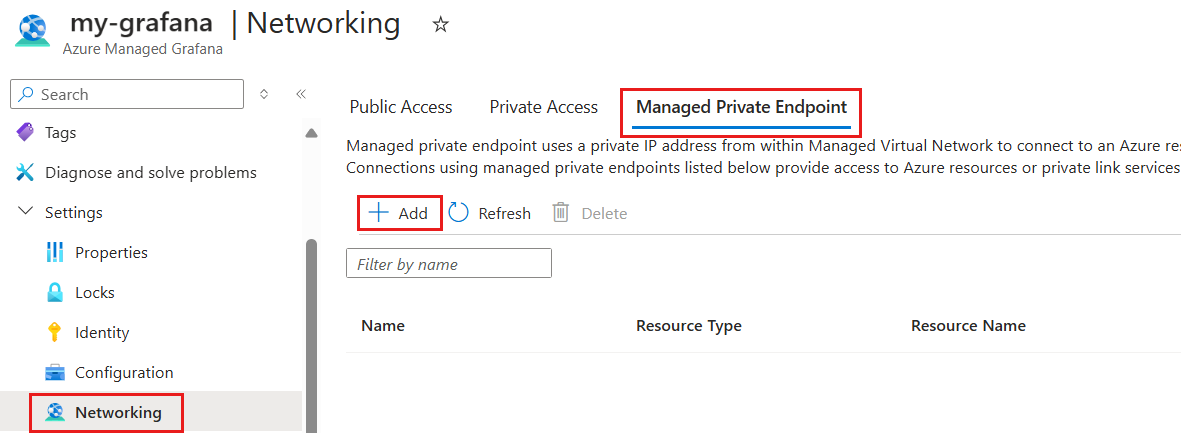 my-grafana | Networking
Azure Managed Grafana
Search
Tags
Diagnose and solve problems
Settings
Properties
Locks
Identity
Configuration
Networking
Public Access Private Access Managed Private Endpoint
Managed private endpoint uses a private IP address from within Managed Virtual Network to connect to an Azure res
Connections using managed private endpoints listed below provide access to Azure resources or private link services
Add Refresh Delete
Filter by name
Name Resource Type Resource Name